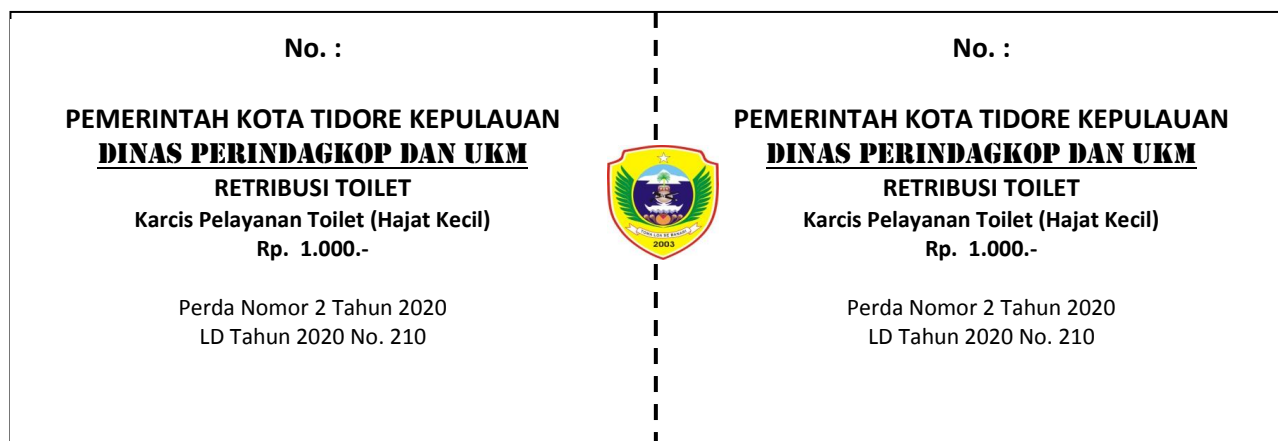 No. :
PEMERINTAH KOTA TIDORE KEPULAUAN
DINAS PERINDAGKOP DAN UKM
RETRIBUSI TOILET
Karcis Pelayanan Toilet (Hajat Kecil)
Rp. 1.000.-
Perda Nomor 2 Tahun 2020
LD Tahun 2020 No. 210
2003
No. :
PEMERINTAH KOTA TIDORE KEPULAUAN
DINAS PERINDAGKOP DAN UKM
RETRIBUSI TOILET
Karcis Pelayanan Toilet (Hajat Kecil)
Rp. 1.000.-
Perda Nomor 2 Tahun 2020
LD Tahun 2020 No. 210